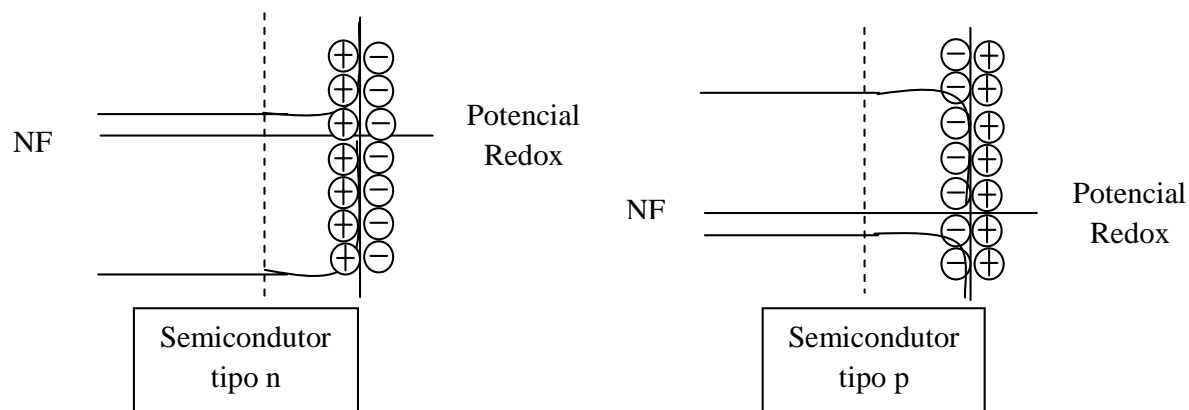 NF
Potencial
Redox
Semicondutor
tipo n
NF
Potencial
Redox
Semicondutor
tipo p